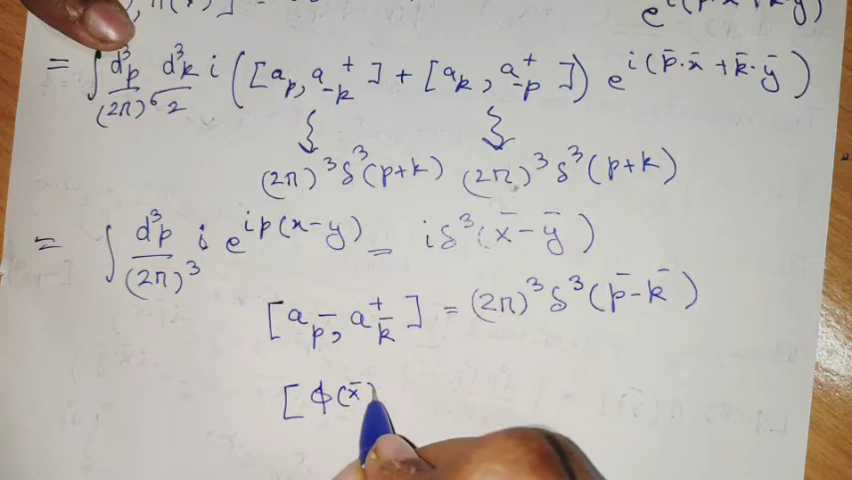 , π(x)] e^{i(p·x+k·y)}
= ∫ d³p d³k / (2π)⁶ 2 i ([a_p, a⁺_{-k}] + [a_k, a⁺_{-p}]) e^{i(p̄·x̄ + k̄·ȳ)}
(2π)³ δ³(p+k) (2π)³ δ³(p+k)
= ∫ d³p / (2π)³ i e^{ip(x-y)} = i δ³(x̄ - ȳ)
[a_p̄, a⁺_k̄] = (2π)³ δ³(p̄ - k̄)
[ϕ(x̄)